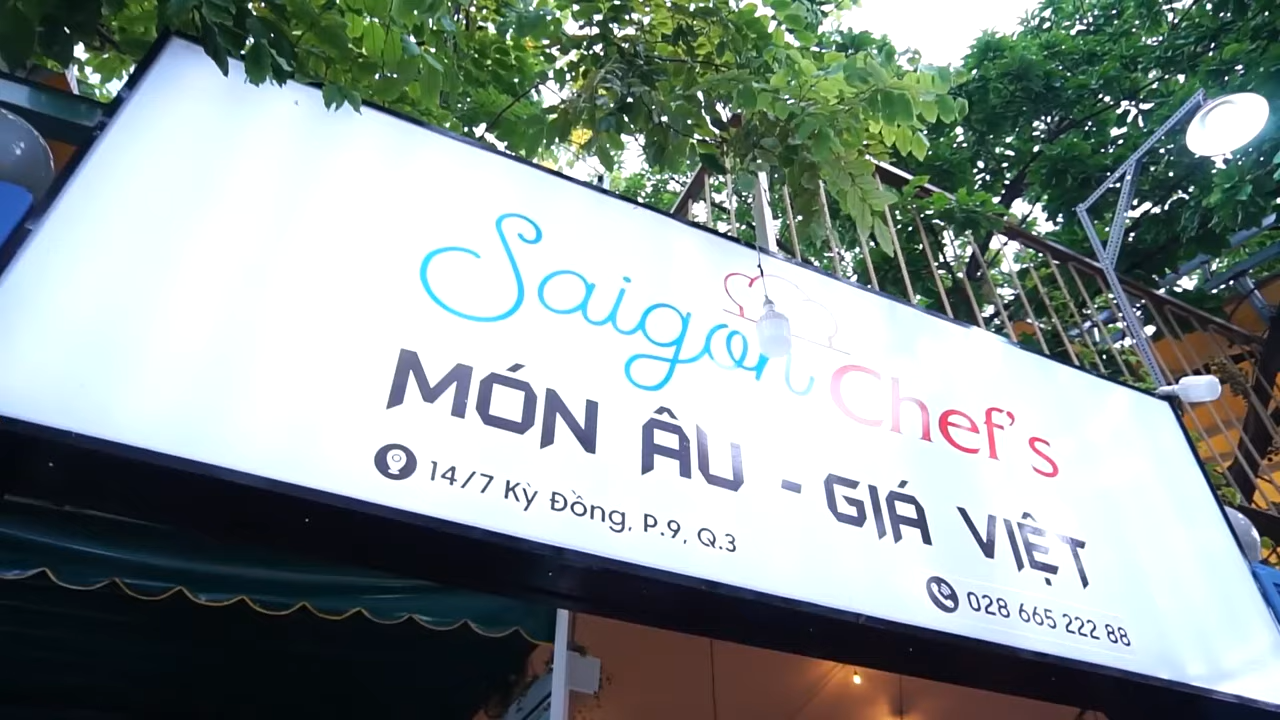 Saigon Chef's
MÓN ÂU - GIÁ VIỆT
14/7 Kỳ Đồng, P.9, Q.3
028 665 222 88